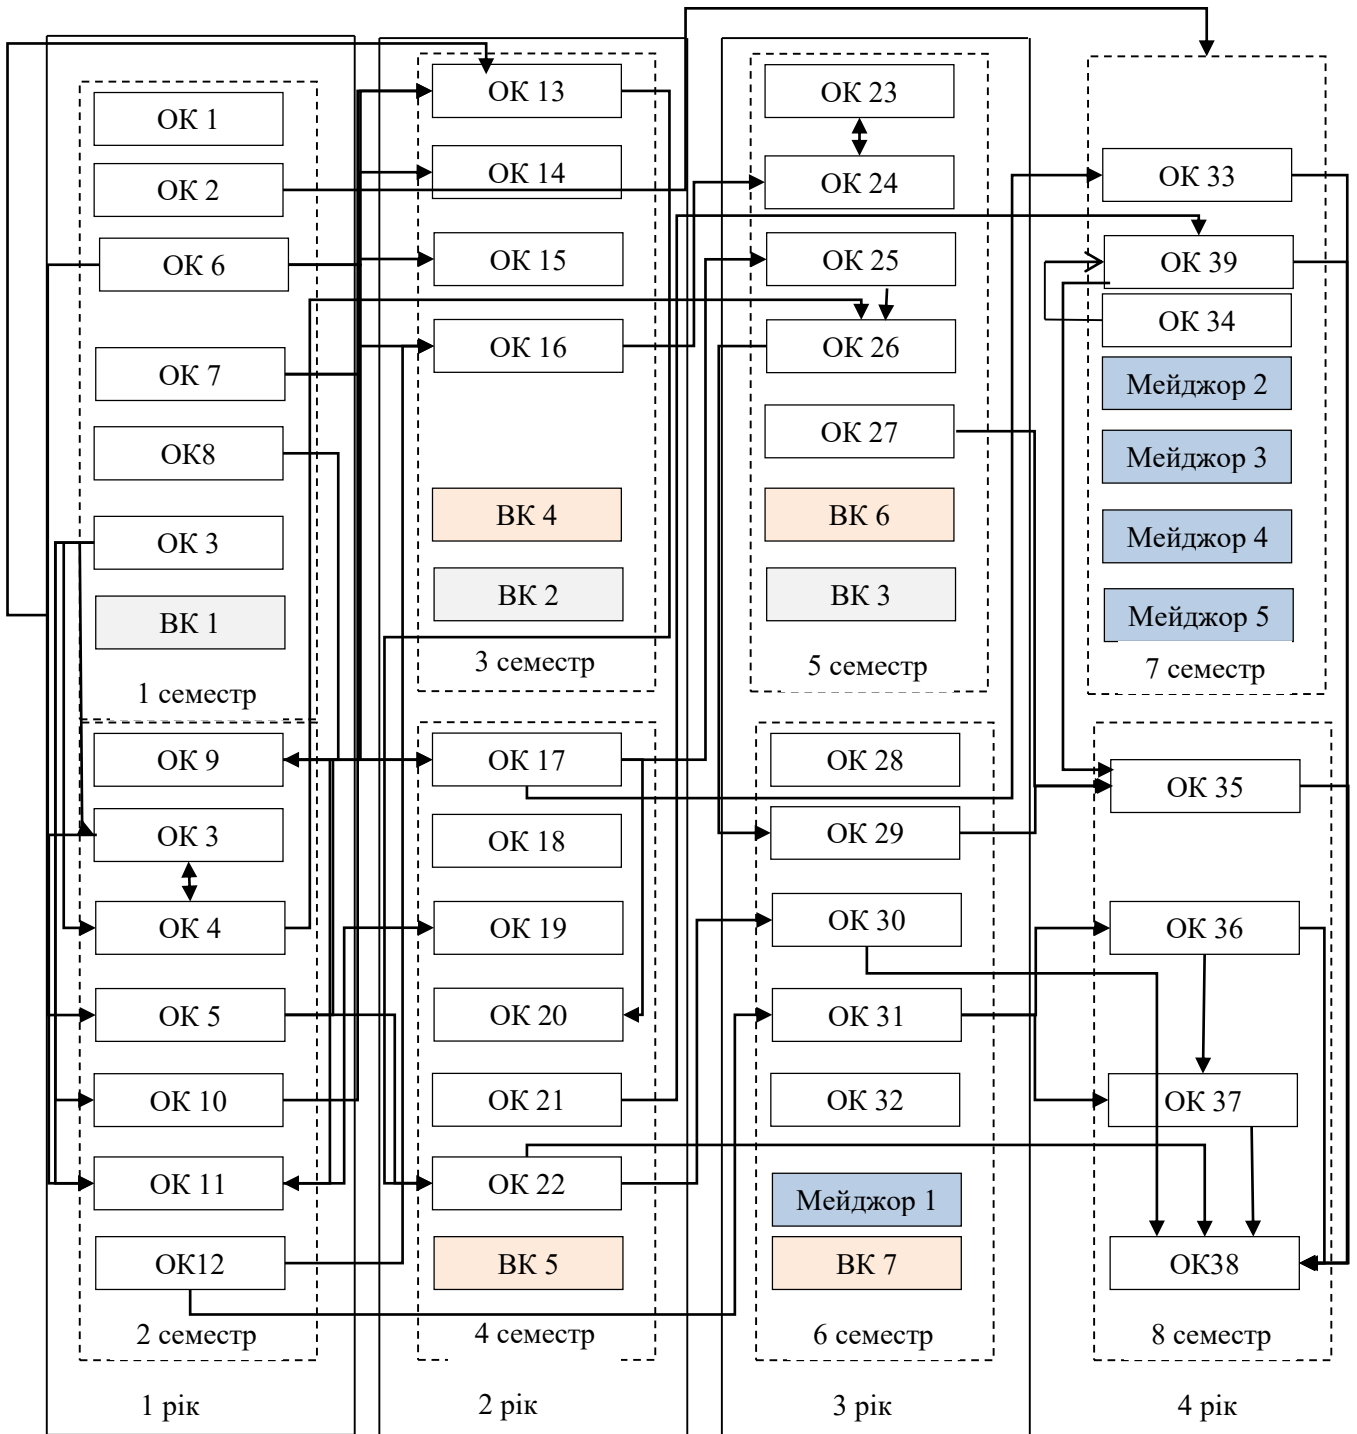 ОК 1
ОК 2
ОК 6
ОК 7
ОК8
ОК 3
ВК 1
1 семестр
ОК 9
ОК 3
ОК 4
ОК 5
ОК 10
ОК 11
ОК12
2 семестр
1 рік
ОК 13
ОК 14
ОК 15
ОК 16
ВК 4
ВК 2
3 семестр
ОК 17
ОК 18
ОК 19
ОК 20
ОК 21
ОК 22
ВК 5
4 семестр
2 рік
ОК 23
ОК 24
ОК 25
ОК 26
ОК 27
ВК 6
ВК 3
5 семестр
ОК 28
ОК 29
ОК 30
ОК 31
ОК 32
Мейджор 1
ВК 7
6 семестр
3 рік
ОК 33
ОК 39
ОК 34
Мейджор 2
Мейджор 3
Мейджор 4
Мейджор 5
7 семестр
ОК 35
ОК 36
ОК 37
ОК38
8 семестр
4 рік